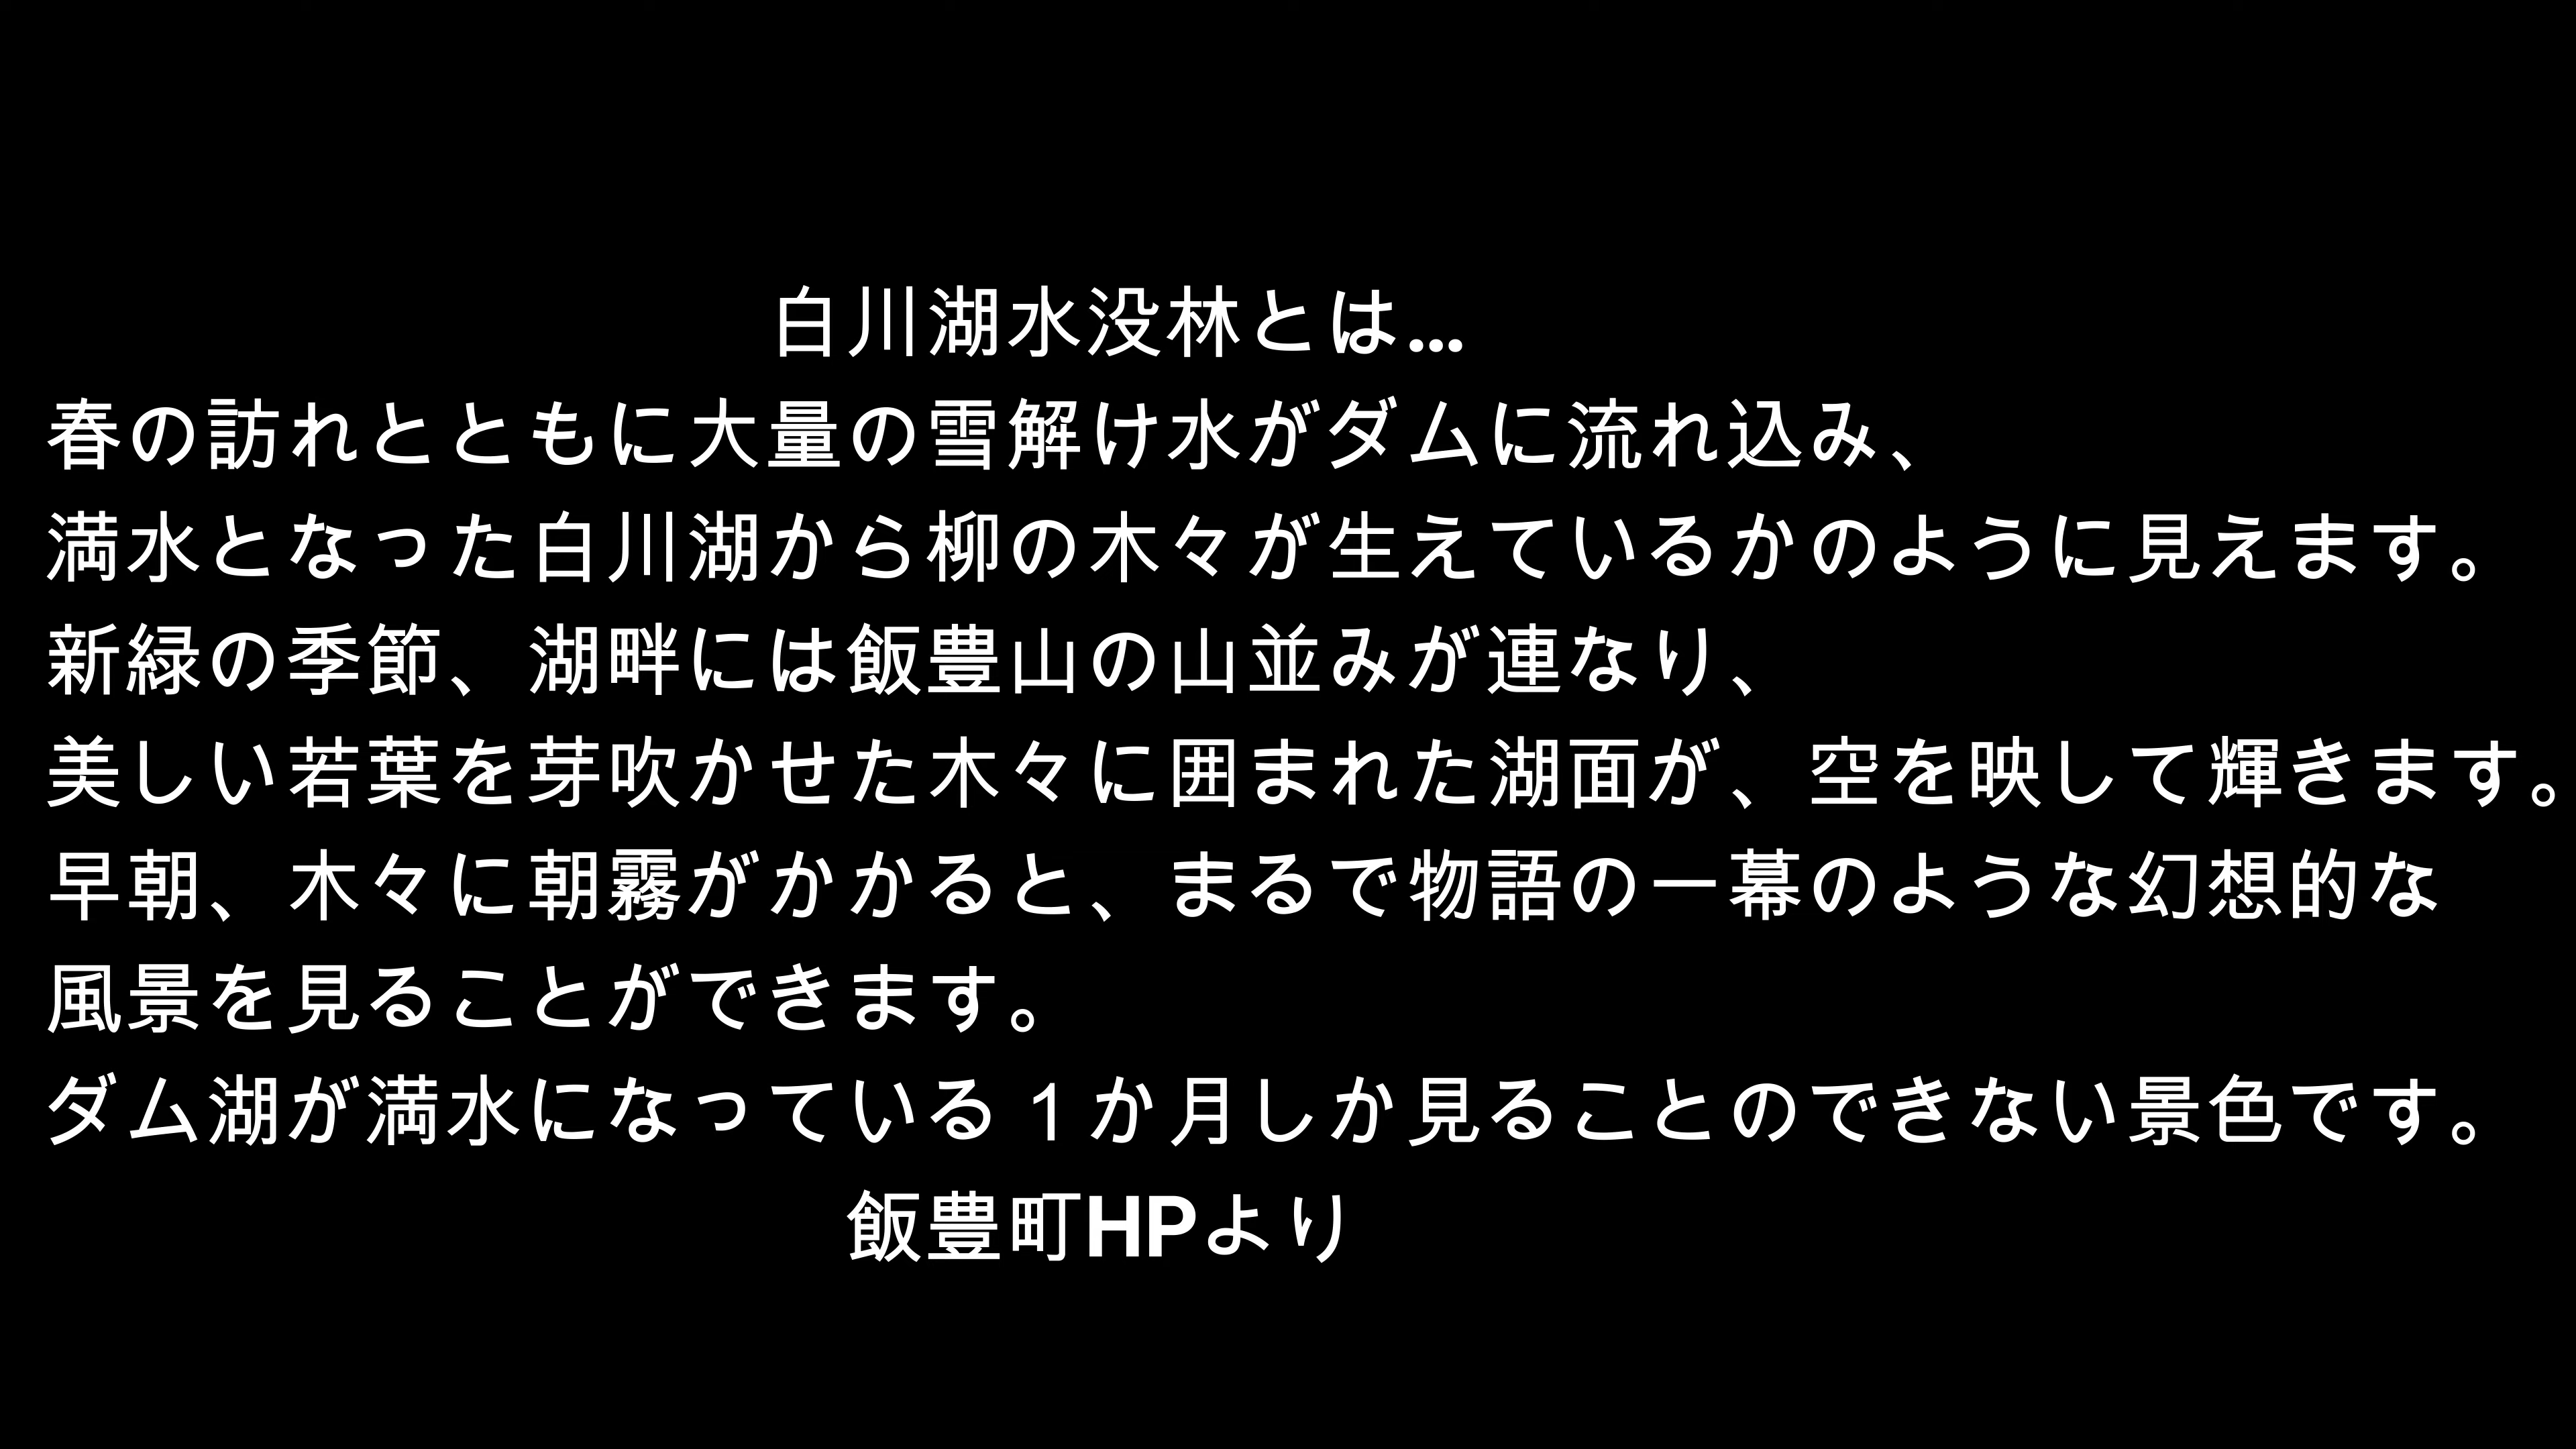 白川湖水没林とは...
春の訪れとともに大量の雪解け水がダムに流れ込み、
満水となった白川湖から柳の木々が生えているかのように見えます。
新緑の季節、湖畔には飯豊山の山並みが連なり、
美しい若葉を芽吹かせた木々に囲まれた湖面が、空を映して輝きます。
早朝、木々に朝霧がかかると、まるで物語の一幕のような幻想的な
風景を見ることができます。
ダム湖が満水になっている１か月しか見ることのできない景色です。
飯豊町HPより